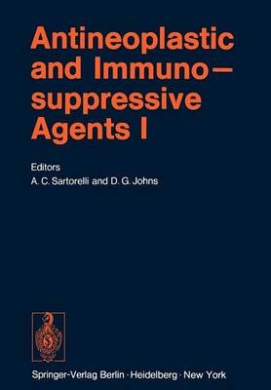 Antineoplastic
and Immuno—
suppressive
Agents I
Editors
A. C. Sartorelli and D. G. Johns
Springer-Verlag Berlin · Heidelberg · New York